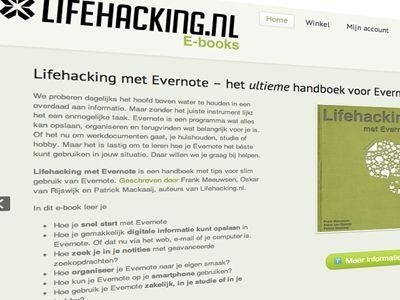 LIFEHACKING.NL
E-books
Home
Winkel
Mijn account
Lifehacking met Evernote – het ultieme handboek voor Evern
We proberen dagelijks het hoofd boven water te houden in een
overdaad aan informatie. Maar zonder het juiste instrument lijkt
het een onmogelijke taak. Evernote is een programma wat alles
kan opslaan, organiseren en terugvinden wat belangrijk voor je is.
Of het nu om werkdocumenten gaat, je huishouden, studie of
hobby. Maar het is lastig om te leren hoe je Evernote het béste
kunt gebruiken in jouw situatie. Daar willen we je graag bij helpen.
Lifehacking met Evernote is een handboek met tips voor slim
gebruik van Evernote. Geschreven door Frank Meeuwsen, Oskar
van Rijswijk en Patrick Mackaaij, auteurs van Lifehacking.nl.
In dit e-book leer je
Hoe je snel start met Evernote
Hoe je gemakkelijk digitale informatie kunt opslaan in
Evernote. Of dat nu via het web, e-mail of je computer is.
Hoe zoek je in je notities met geavanceerde
zoekopdrachten?
Hoe organiseer je Evernote naar je eigen smaak?
Hoe kun je Evernote op je smartphone gebruiken?
Hoe gebruik je Evernote zakelijk, in je studie of in je
Lifehacking
met Evernote
Frank Meeuwsen
Meer informatie